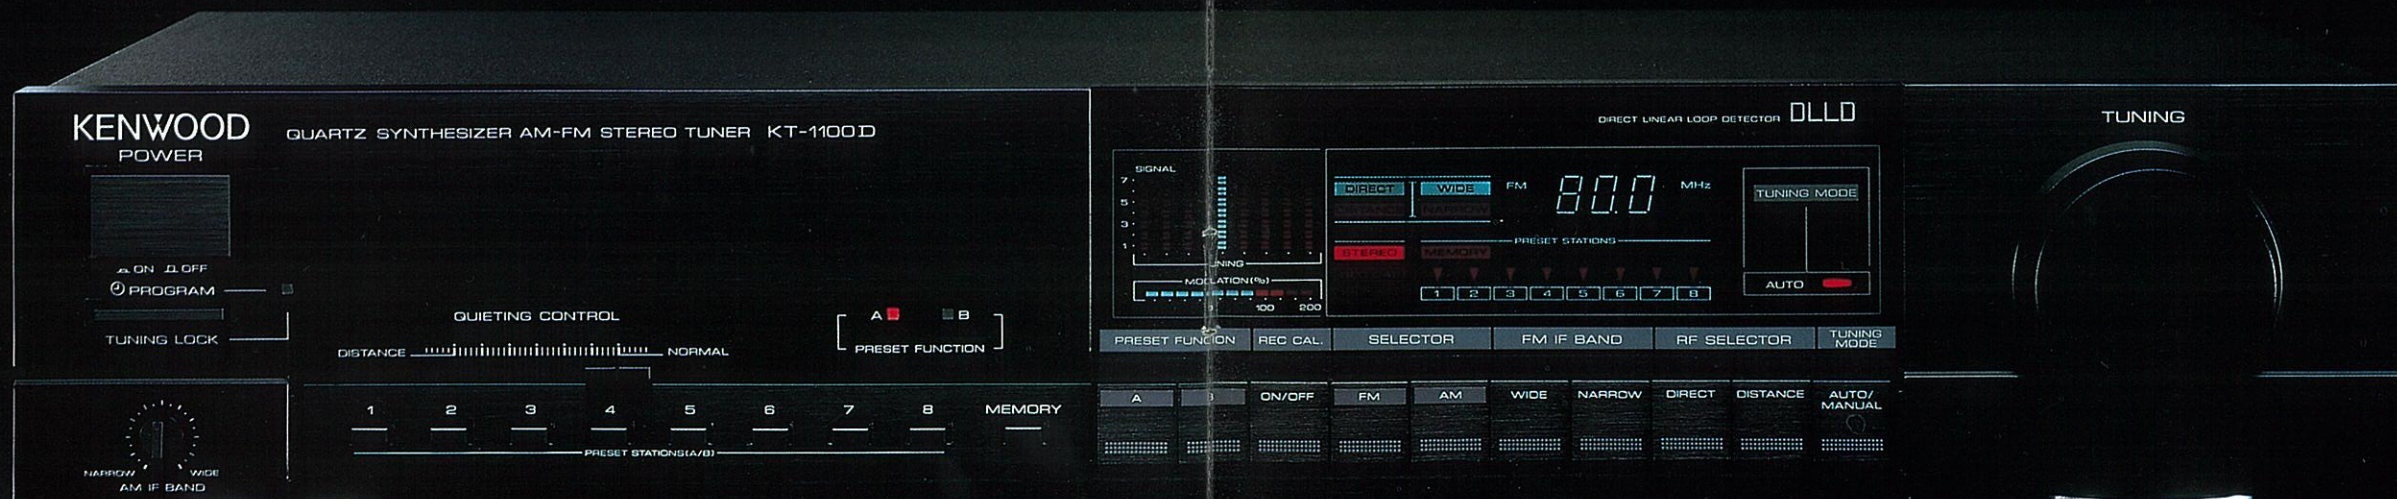 KENWOOD
QUARTZ SYNTHESIZER AM-FM STEREO TUNER KT-1100D
POWER
ON OFF
PROGRAM
TUNING LOCK
QUIETING CONTROL
DISTANCE NORMAL
A B
PRESET FUNCTION
NARROW WIDE
AM IF BAND
1 2 3 4 5 6 7 8 MEMORY
PRESET STATIONS(A/B)
DIRECT LINEAR LOOP DETECTOR DLLD
SIGNAL
7
5
3
1
100 200
DIRECT WIDE FM 80.0 MHz
PRESET STATIONS
STEREO MEMORY
1 2 3 4 5 6 7 8
TUNING MODE
AUTO
PRESET REC CAL. SELECTOR FM IF BAND RF SELECTOR TUNING MODE
A B ON/OFF FM AM WIDE NARROW DIRECT DISTANCE AUTO/
MANUAL
TUNING